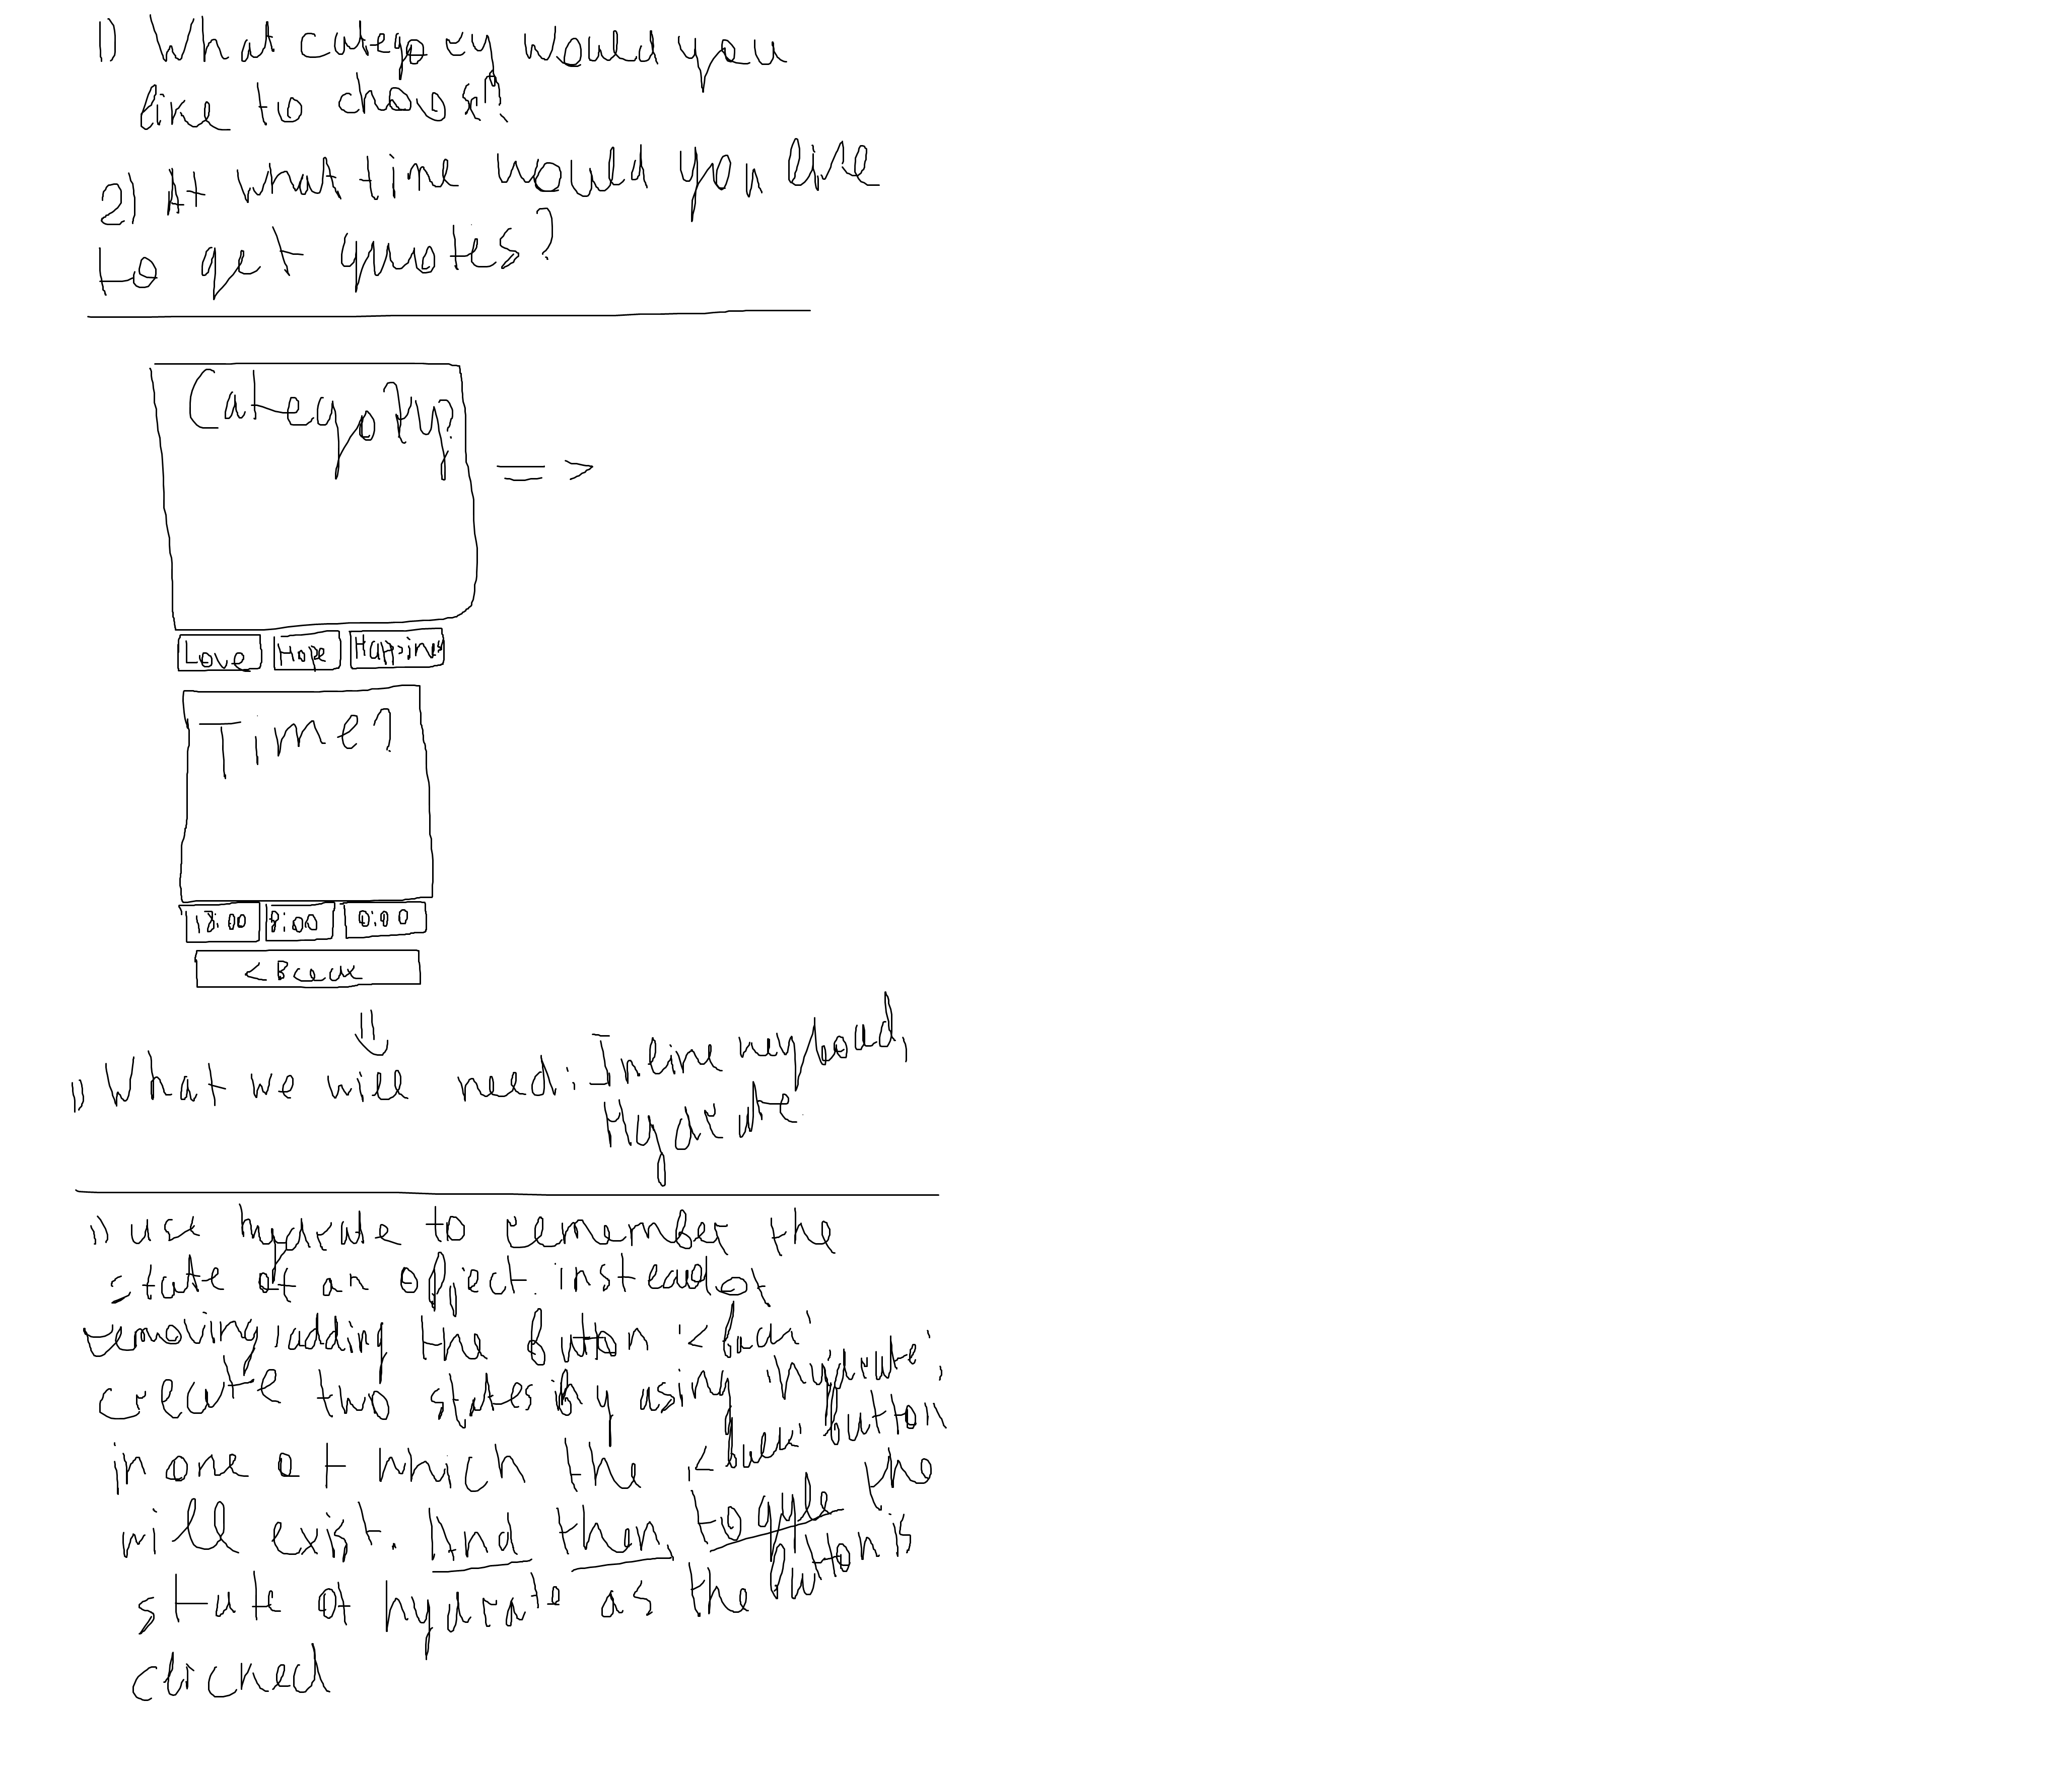 1) What category would you
like to choose?
2) At what time would you like
to get quotes?
Category?
=>
Love Hope Happines
Time?
18:00 8:00 0:00
< Back
1) What we will need: Inline keyboard,
Hydrate
1) use hydrate to remember the
state of an object. instead of
removing/adding the button '< back'
create two states by using 'hydrate',
in one of which the '< back' button
will exist. And then toggle the
state of hydrate as the button is
clicked